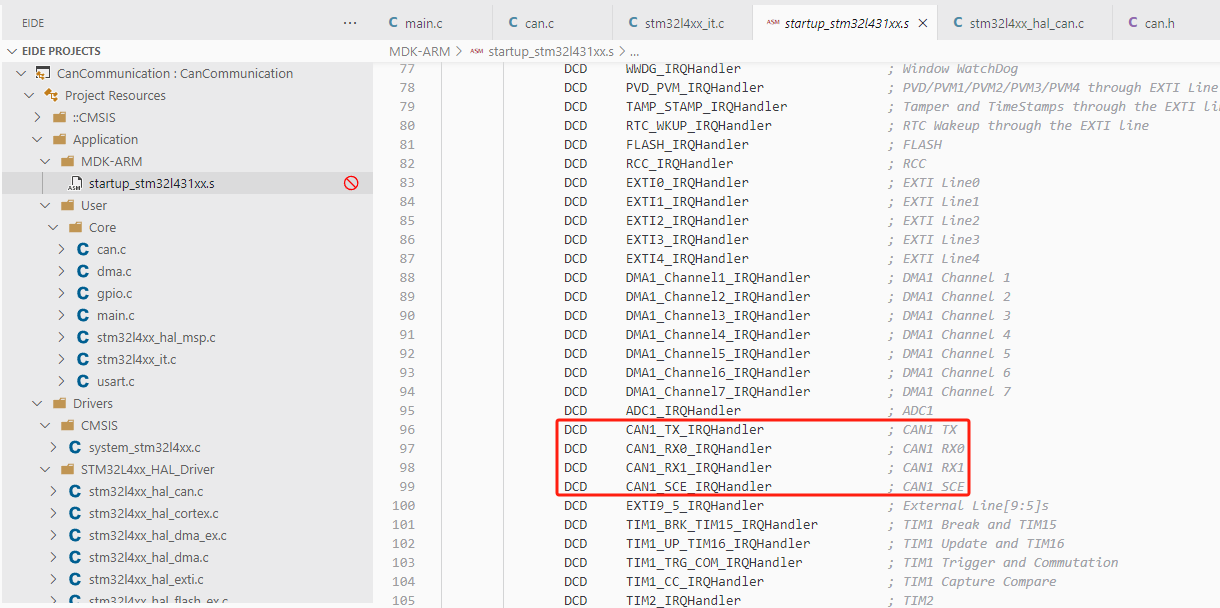 EIDE
...
main.c
can.c
stm32l4xx_it.c
ASM startup_stm32l431xx.s
stm32l4xx_hal_can.c
can.h
EIDE PROJECTS
CanCommunication : CanCommunication
Project Resources
::CMSIS
Application
MDK-ARM
startup_stm32l431xx.s
User
Core
can.c
dma.c
gpio.c
main.c
stm32l4xx_hal_msp.c
stm32l4xx_it.c
usart.c
Drivers
CMSIS
system_stm32l4xx.c
STM32L4xx_HAL_Driver
stm32l4xx_hal_can.c
stm32l4xx_hal_cortex.c
stm32l4xx_hal_dma_ex.c
stm32l4xx_hal_dma.c
stm32l4xx_hal_exti.c
stm32l4xx_hal_flash_ex.c
MDK-ARM > ASM startup_stm32l431xx.s > ...
77 DCD WWDG_IRQHandler ; Window WatchDog
78 DCD PVD_PVM_IRQHandler ; PVD/PVM1/PVM2/PVM3/PVM4 through EXTI Line
79 DCD TAMP_STAMP_IRQHandler ; Tamper and TimeStamps through the EXTI li
80 DCD RTC_WKUP_IRQHandler ; RTC Wakeup through the EXTI line
81 DCD FLASH_IRQHandler ; FLASH
82 DCD RCC_IRQHandler ; RCC
83 DCD EXTI0_IRQHandler ; EXTI Line0
84 DCD EXTI1_IRQHandler ; EXTI Line1
85 DCD EXTI2_IRQHandler ; EXTI Line2
86 DCD EXTI3_IRQHandler ; EXTI Line3
87 DCD EXTI4_IRQHandler ; EXTI Line4
88 DCD DMA1_Channel1_IRQHandler ; DMA1 Channel 1
89 DCD DMA1_Channel2_IRQHandler ; DMA1 Channel 2
90 DCD DMA1_Channel3_IRQHandler ; DMA1 Channel 3
91 DCD DMA1_Channel4_IRQHandler ; DMA1 Channel 4
92 DCD DMA1_Channel5_IRQHandler ; DMA1 Channel 5
93 DCD DMA1_Channel6_IRQHandler ; DMA1 Channel 6
94 DCD DMA1_Channel7_IRQHandler ; DMA1 Channel 7
95 DCD ADC1_IRQHandler ; ADC1
96 DCD CAN1_TX_IRQHandler ; CAN1 TX
97 DCD CAN1_RX0_IRQHandler ; CAN1 RX0
98 DCD CAN1_RX1_IRQHandler ; CAN1 RX1
99 DCD CAN1_SCE_IRQHandler ; CAN1 SCE
100 DCD EXTI9_5_IRQHandler ; External Line[9:5]s
101 DCD TIM1_BRK_TIM15_IRQHandler ; TIM1 Break and TIM15
102 DCD TIM1_UP_TIM16_IRQHandler ; TIM1 Update and TIM16
103 DCD TIM1_TRG_COM_IRQHandler ; TIM1 Trigger and Commutation
104 DCD TIM1_CC_IRQHandler ; TIM1 Capture Compare
105 DCD TIM2_IRQHandler ; TIM2